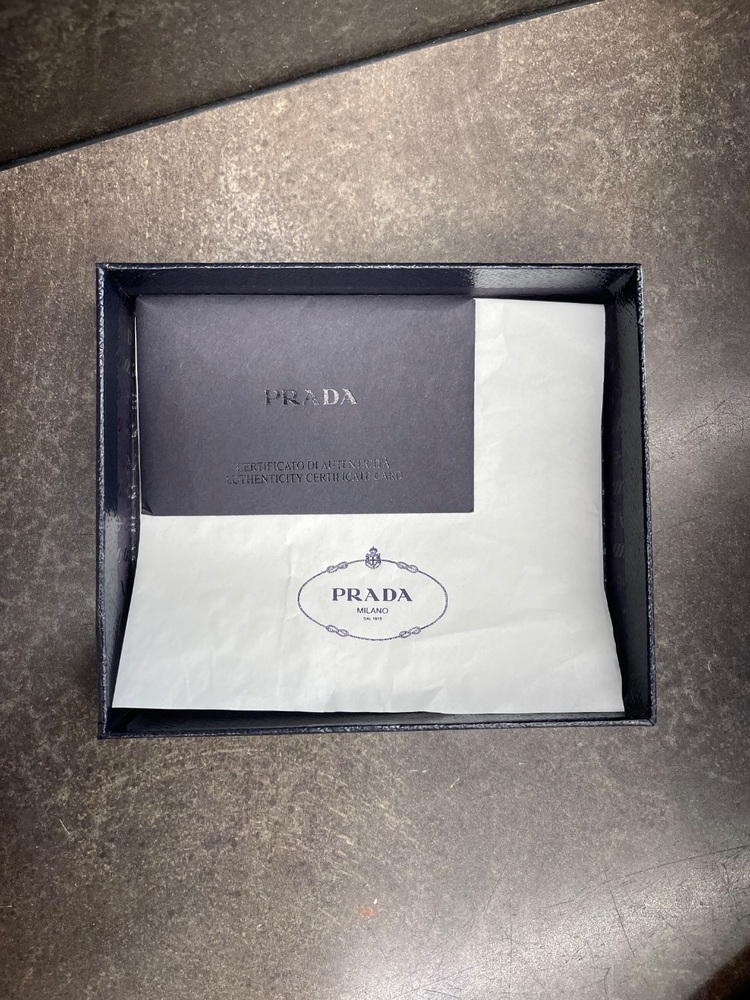 PRADA
CERTIFICATO DI AUTENTICITÀ
AUTHENTICITY CERTIFICATE CARD
PRADA
MILANO
DAL 1913